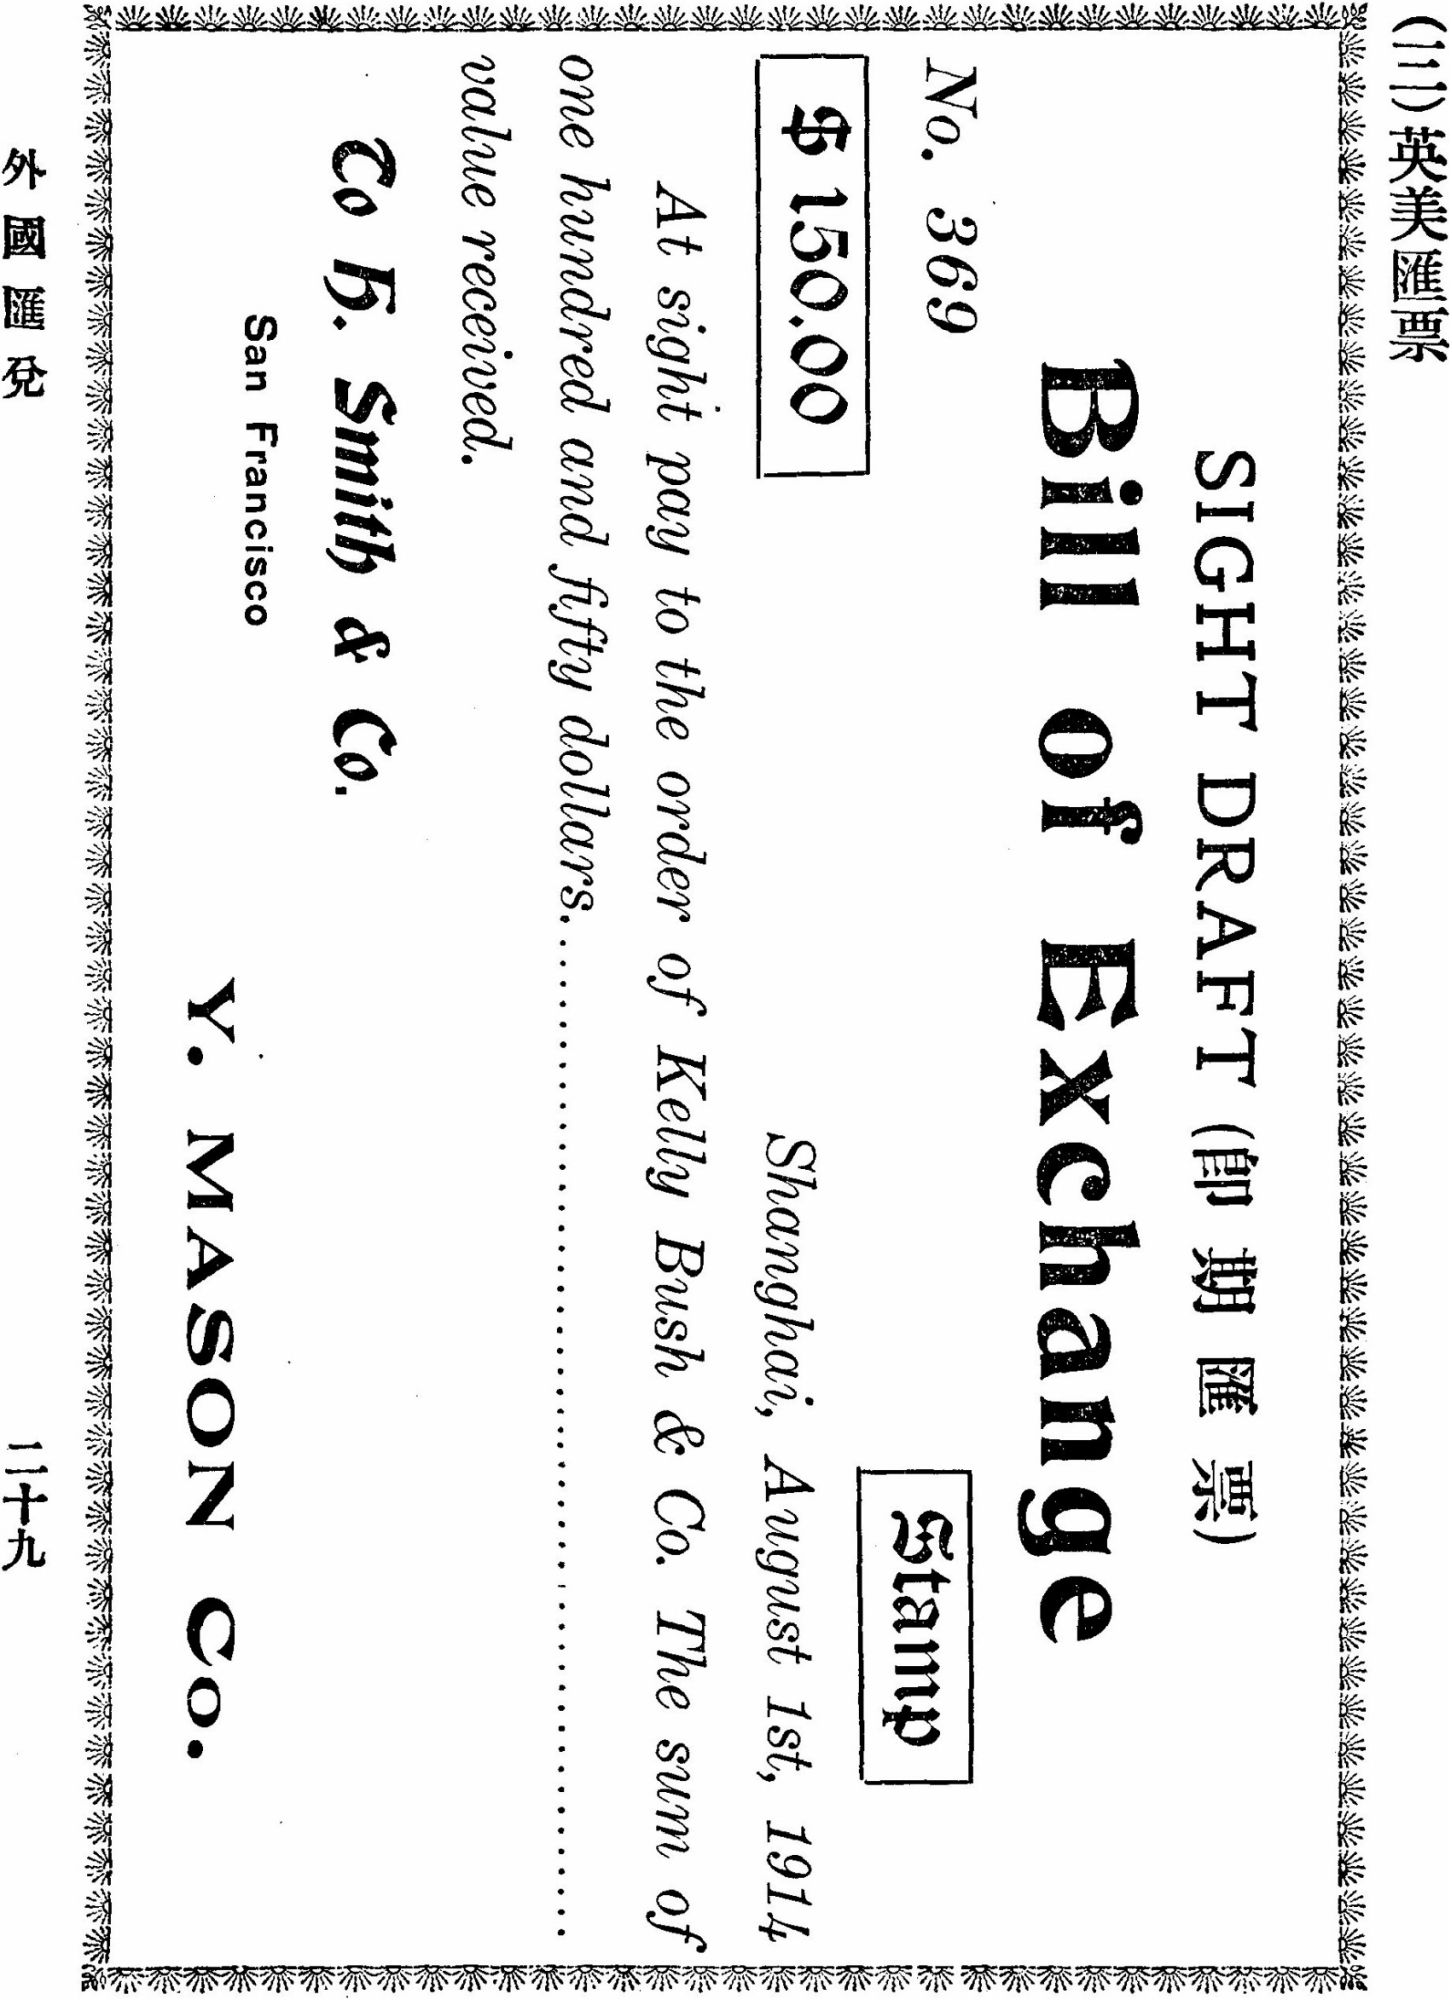 (三)英美匯票
SIGHT DRAFT (卽期匯票)
Bill of Exchange
No. 369
Stamp
$ 150.00
Shanghai, August 1st, 1914
At sight pay to the order of Kelly Bush & Co. The sum of
one hundred and fifty dollars.
value received.
To H. Smith & Co.
San Francisco
Y. MASON CO.
外國匯兌
二十九